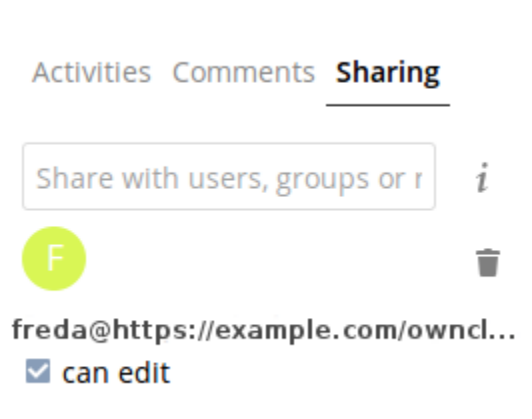 Activities Comments Sharing
Share with users, groups or r
i
F
freda@https://example.com/owncl...
can edit